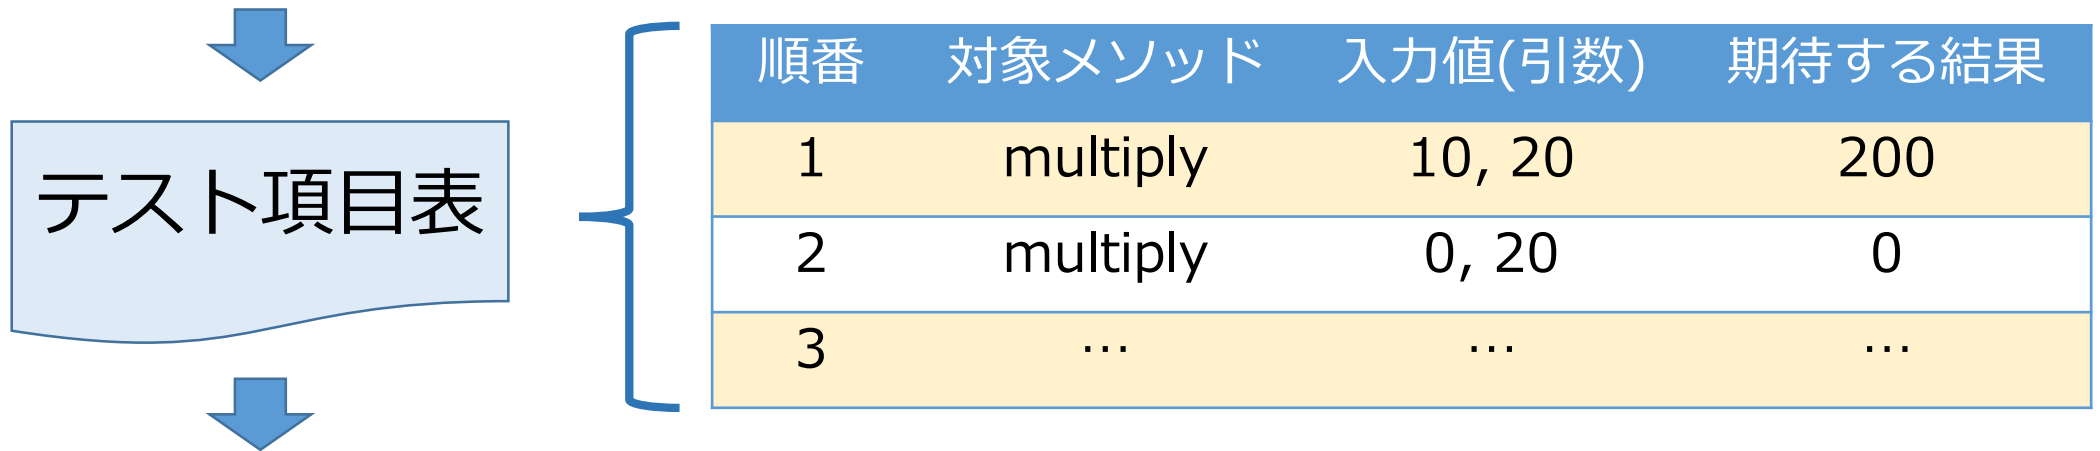 テスト項目表
順番 対象メソッド 入力値(引数) 期待する結果
1 multiply 10, 20 200
2 multiply 0, 20 0
3 … … …